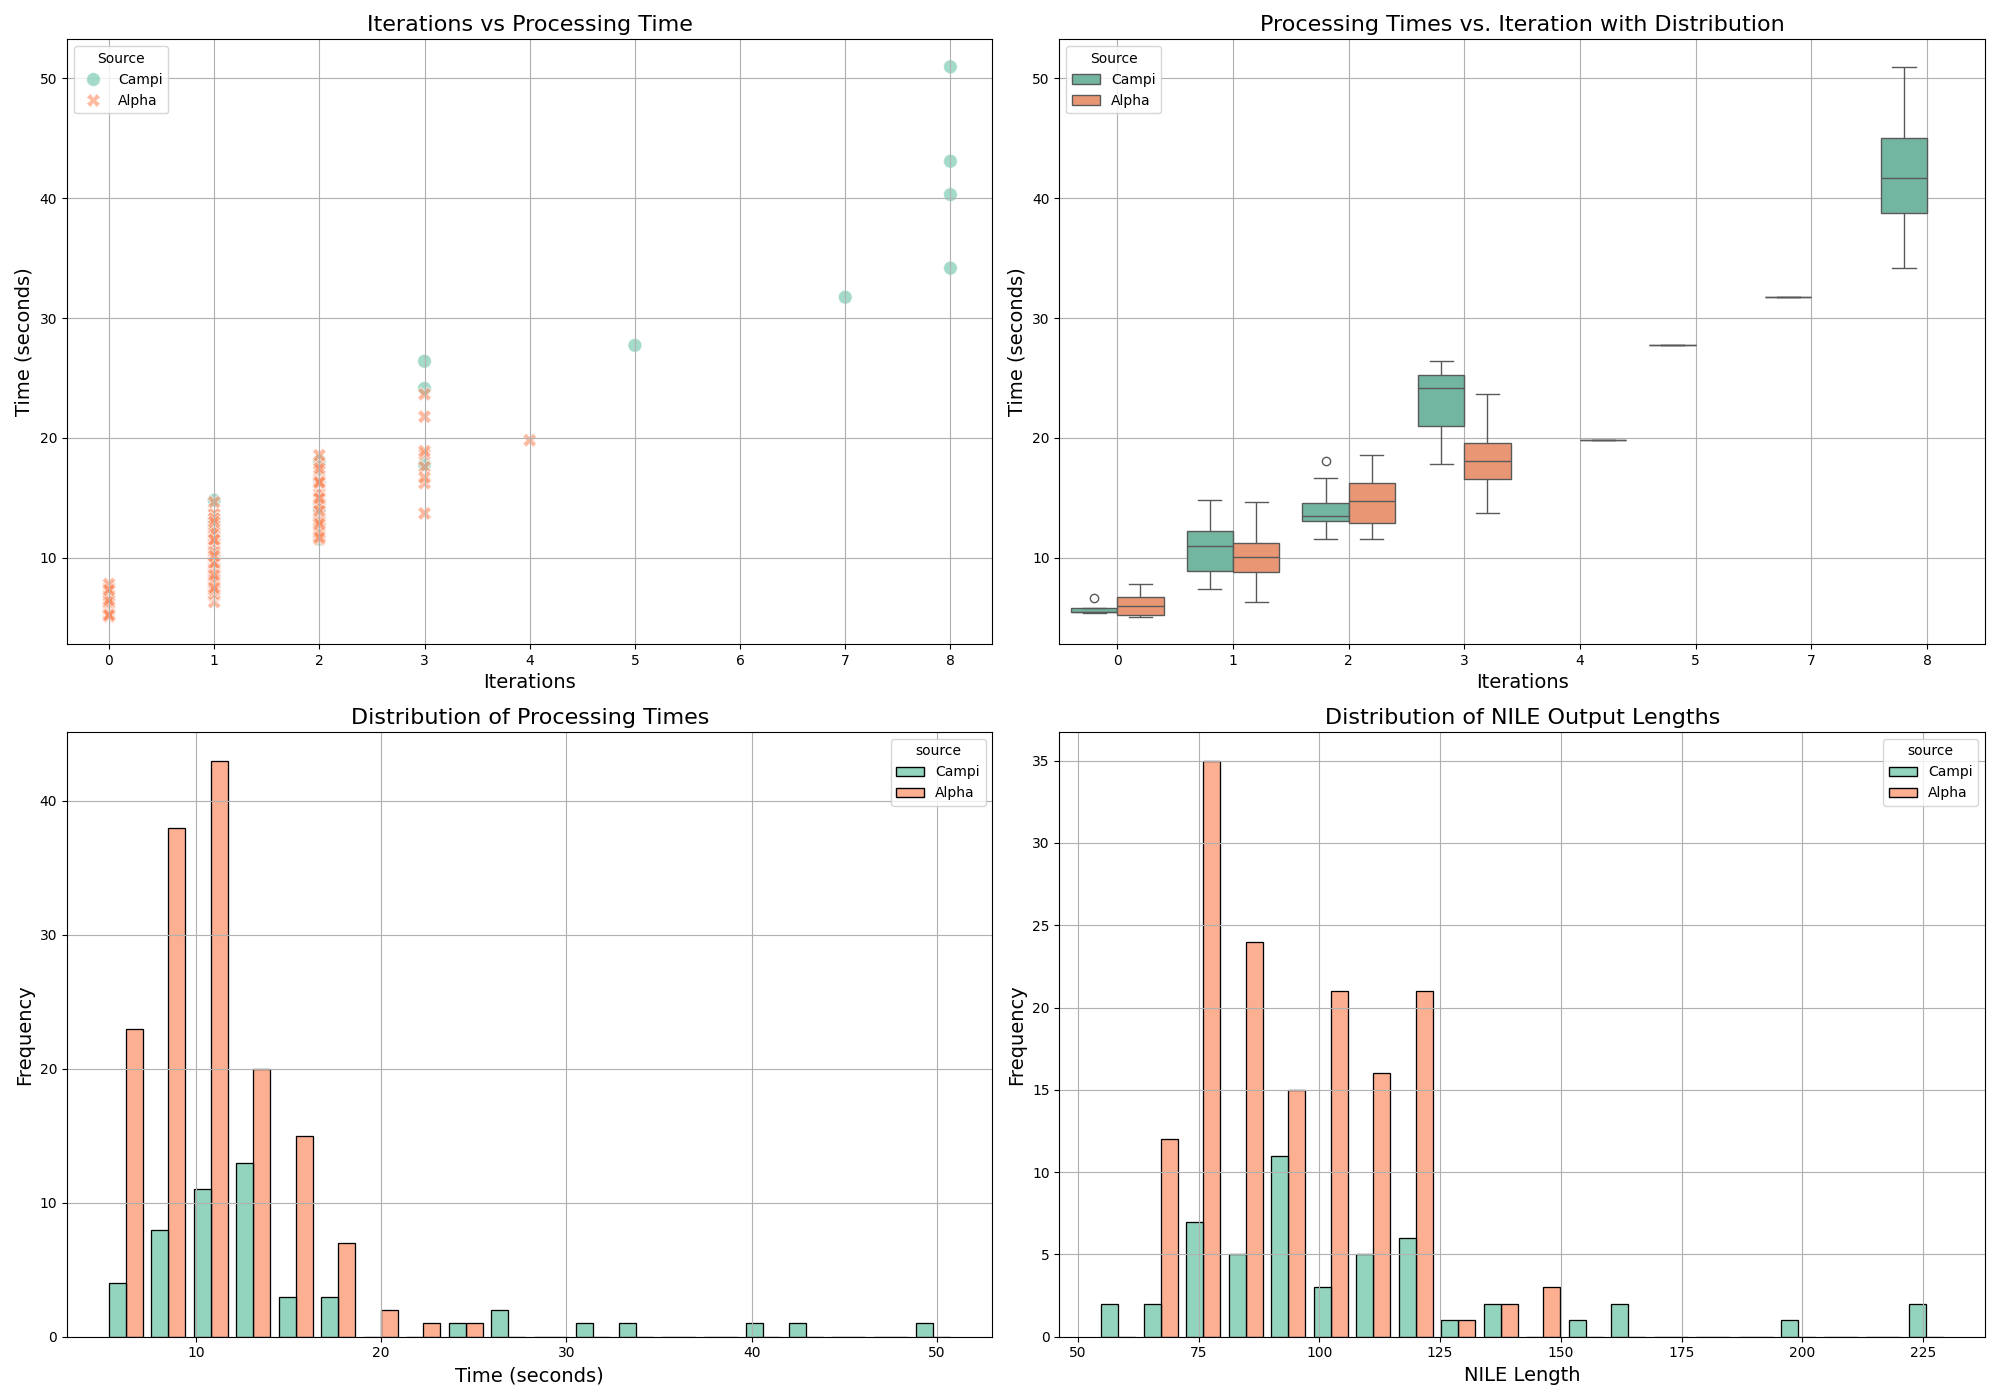 Iterations vs Processing Time
Source
Campi
Alpha
50
40
30
20
10
0 1 2 3 4 5 6 7 8
Time (seconds)
Iterations
Processing Times vs. Iteration with Distribution
Source
Campi
Alpha
50
40
30
20
10
0 1 2 3 4 5 7 8
Time (seconds)
Iterations
Distribution of Processing Times
source
Campi
Alpha
40
30
20
10
0
10 20 30 40 50
Frequency
Time (seconds)
Distribution of NILE Output Lengths
source
Campi
Alpha
35
30
25
20
15
10
5
0
50 75 100 125 150 175 200 225
Frequency
NILE Length